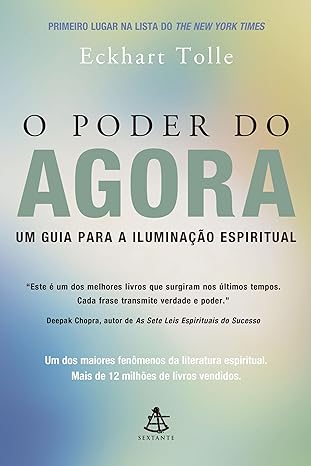 PRIMEIRO LUGAR NA LISTA DO THE NEW YORK TIMES
Eckhart Tolle
O PODER DO
AGORA
UM GUIA PARA A ILUMINAÇÃO ESPIRITUAL
“Este é um dos melhores livros que surgiram nos últimos tempos.
Cada frase transmite verdade e poder.”
Deepak Chopra, autor de As Sete Leis Espirituais do Sucesso
Um dos maiores fenômenos da literatura espiritual.
Mais de 12 milhões de livros vendidos.
SEXTANTE